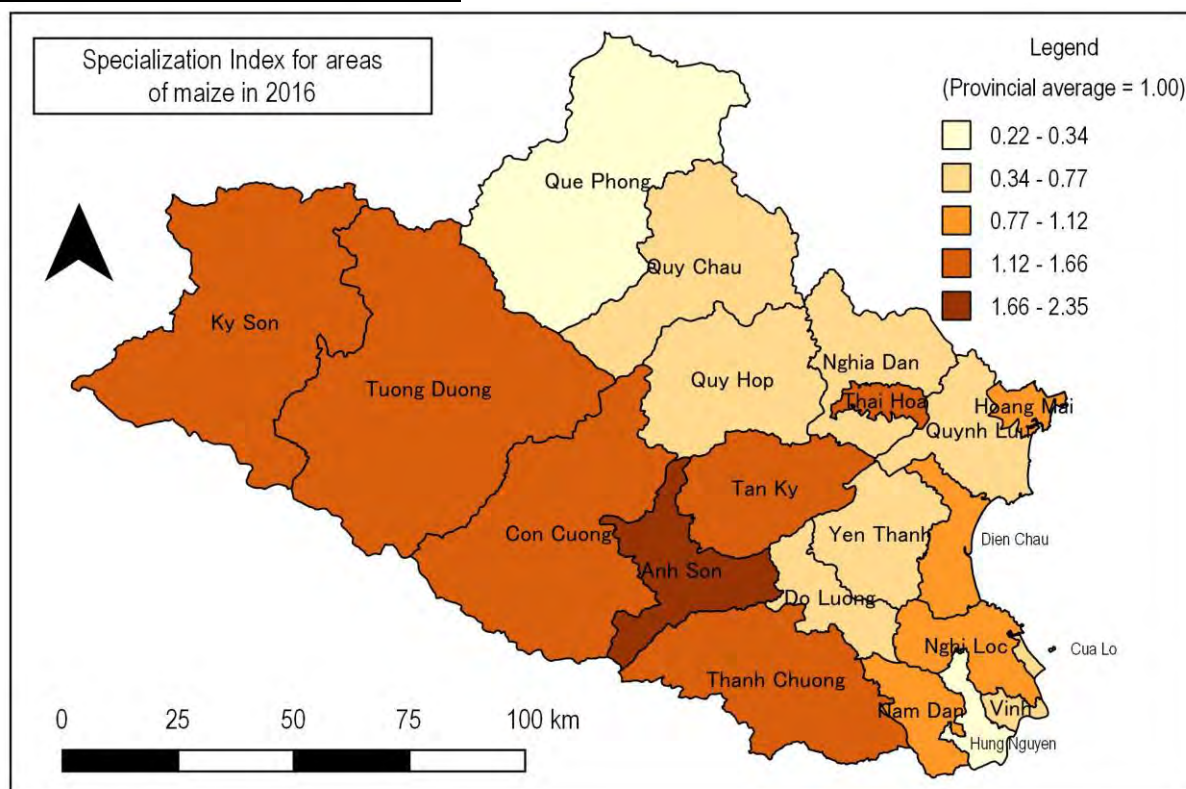 Specialization Index for areas
of maize in 2016
Legend
(Provincial average = 1.00)
0.22 - 0.34
0.34 - 0.77
0.77 - 1.12
1.12 - 1.66
1.66 - 2.35
Que Phong
Quy Chau
Ky Son
Tuong Duong
Quy Hop
Nghia Dan
Thai Hoa
Hoang Mai
Quynh Luu
Tan Ky
Con Cuong
Yen Thanh
Dien Chau
Anh Son
Do Luong
Nghi Loc
Cua Lo
Thanh Chuong
Nam Dan
Vinh
Hung Nguyen
0 25 50 75 100 km